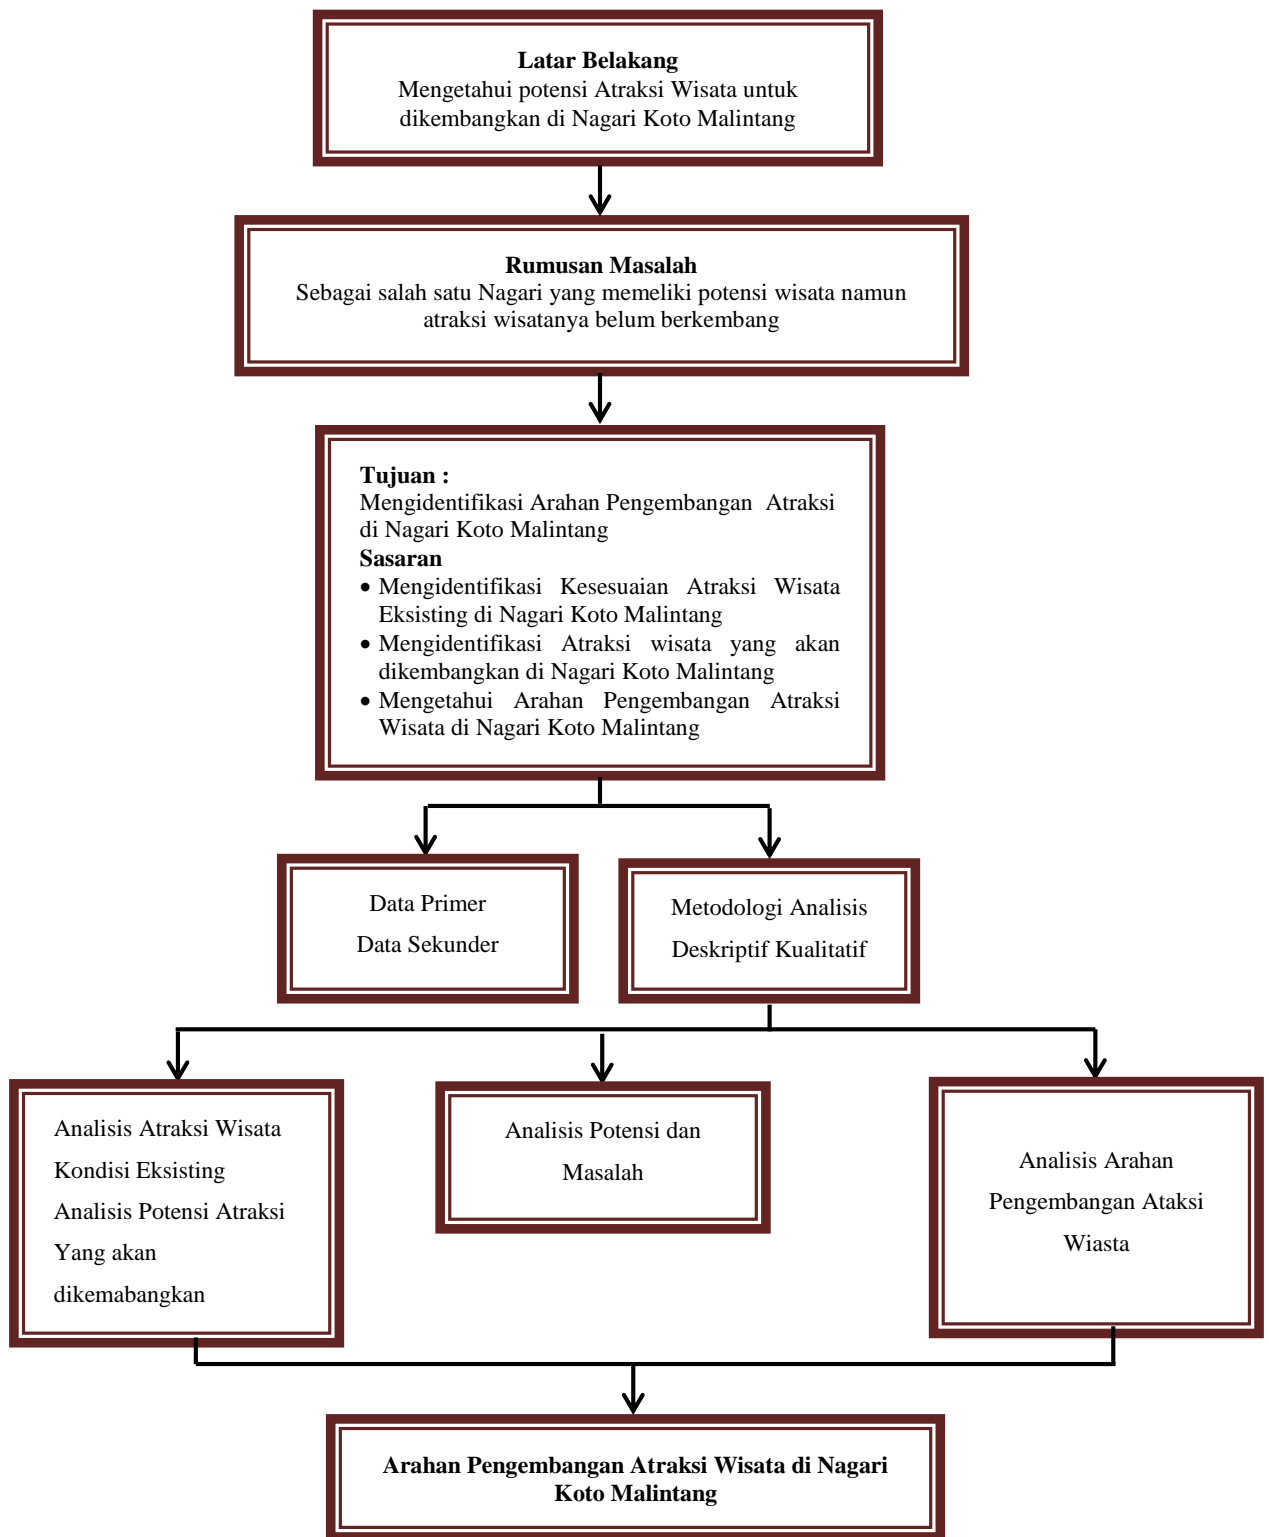 Latar Belakang
Mengetahui potensi Atraksi Wisata untuk
dikembangkan di Nagari Koto Malintang
Rumusan Masalah
Sebagai salah satu Nagari yang memeliki potensi wisata namun
atraksi wisatanya belum berkembang
Tujuan :
Mengidentifikasi Arahan Pengembangan Atraksi
di Nagari Koto Malintang
Sasaran
• Mengidentifikasi Kesesuaian Atraksi Wisata
Eksisting di Nagari Koto Malintang
• Mengidentifikasi Atraksi wisata yang akan
dikembangkan di Nagari Koto Malintang
• Mengetahui Arahan Pengembangan Atraksi
Wisata di Nagari Koto Malintang
Data Primer
Data Sekunder
Metodologi Analisis
Deskriptif Kualitatif
Analisis Atraksi Wisata
Kondisi Eksisting
Analisis Potensi Atraksi
Yang akan
dikemabangkan
Analisis Potensi dan
Masalah
Analisis Arahan
Pengembangan Ataksi
Wiasta
Arahan Pengembangan Atraksi Wisata di Nagari
Koto Malintang